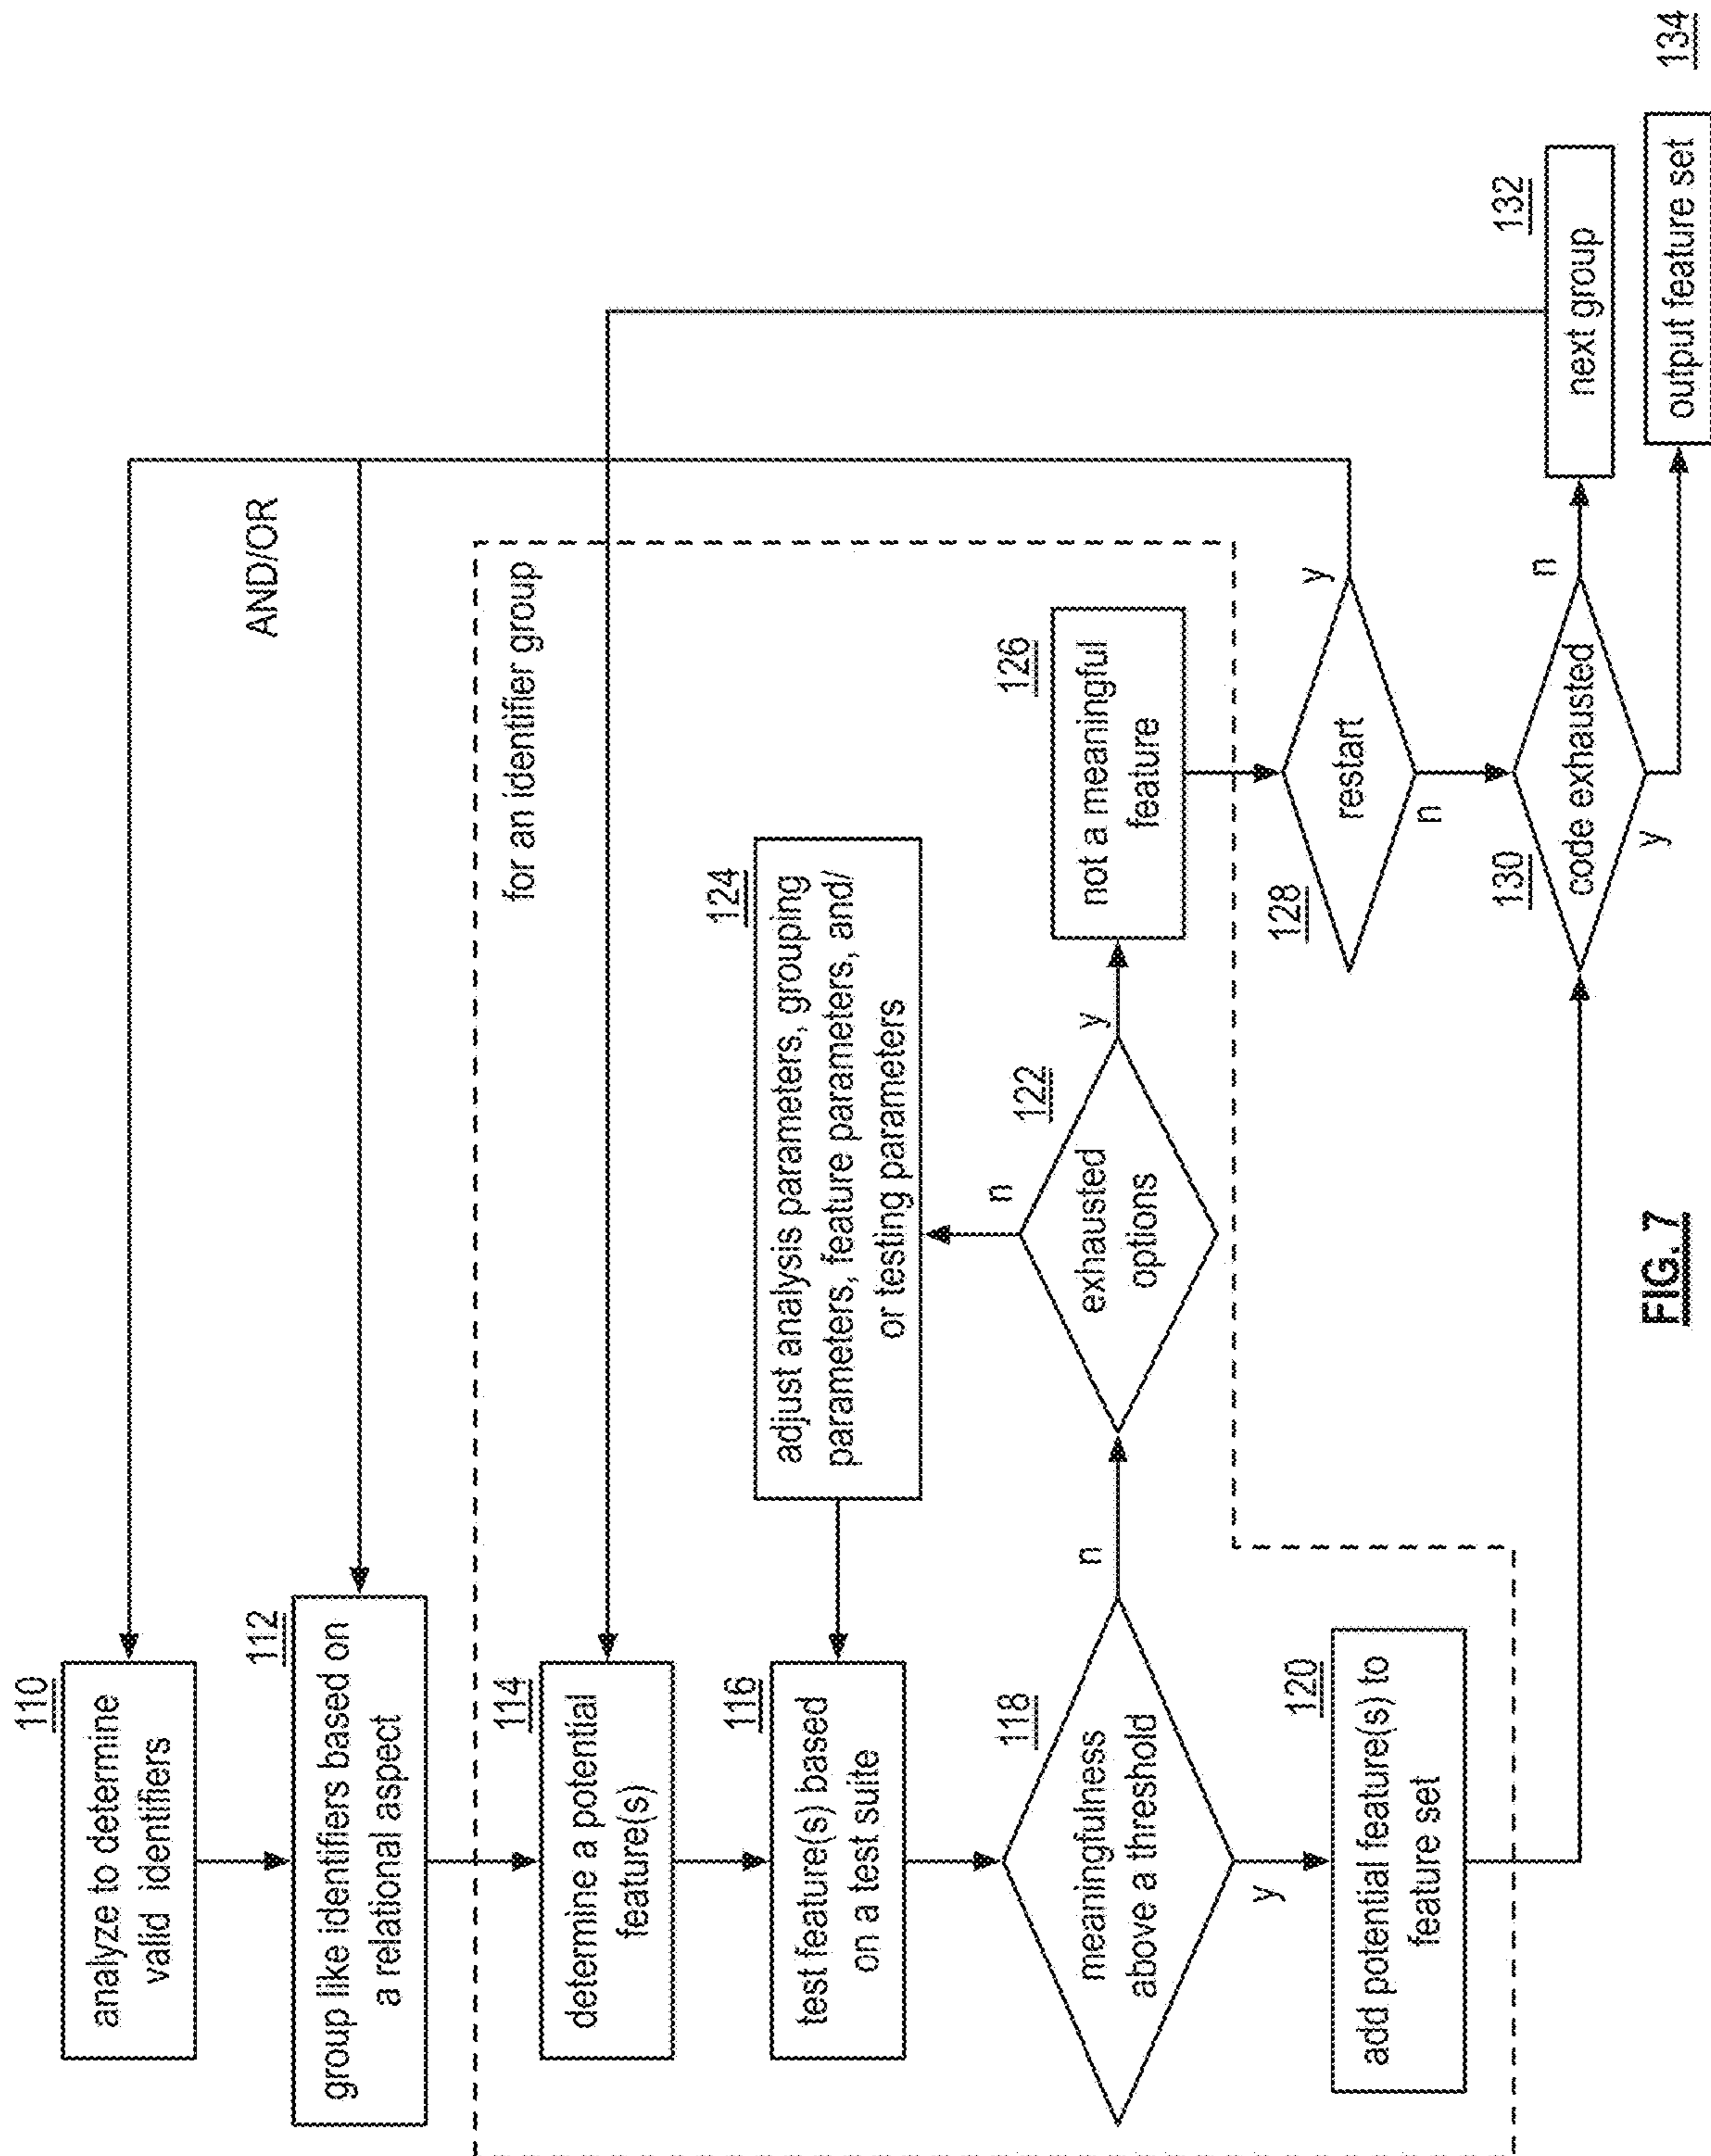 110
analyze to determine
valid identifiers
112
group like identifiers based on
a relational aspect
AND/OR
for an identifier group
114
determine a potential
feature(s)
116
test feature(s) based
on a test suite
124
adjust analysis parameters, grouping
parameters, feature parameters, and/
or testing parameters
118
meaningfulness
above a threshold
n
y
122
exhausted
options
n
y
126
not a meaningful
feature
120
add potential feature(s) to
feature set
128
restart
y
n
130
code exhausted
n
y
132
next group
134
output feature set
FIG. 7